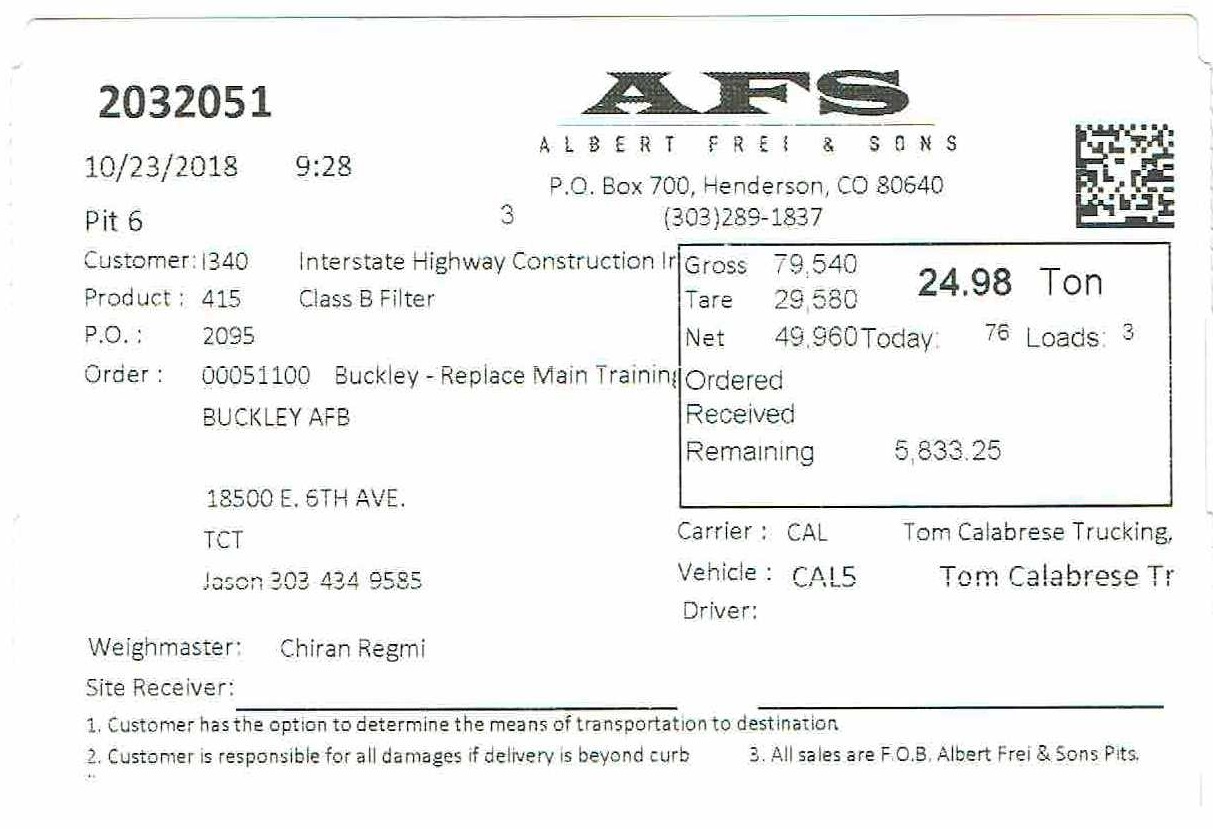 2032051
AFS
ALBERT FREI & SONS
10/23/2018 9:28
P.O. Box 700, Henderson, CO 80640
Pit 6 3 (303)289-1837
Customer: I340 Interstate Highway Construction Ir
Gross 79,540 24.98 Ton
Product : 415 Class B Filter
Tare 29,580
P.O. : 2095
Net 49,960 Today: 76 Loads: 3
Order : 00051100 Buckley - Replace Main Training
Ordered
BUCKLEY AFB
Received
Remaining 5,833.25
18500 E. 6TH AVE.
Carrier : CAL Tom Calabrese Trucking,
TCT
Vehicle : CAL5 Tom Calabrese Tr
Jason 303 434 9585
Driver:
Weighmaster: Chiran Regmi
Site Receiver:
1. Customer has the option to determine the means of transportation to destination
2. Customer is responsible for all damages if delivery is beyond curb 3. All sales are F.O.B. Albert Frei & Sons Pits.